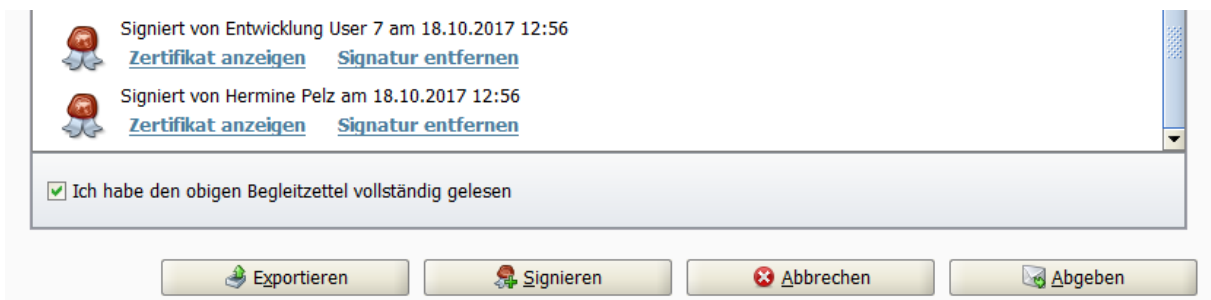 Signiert von Entwicklung User 7 am 18.10.2017 12:56
Zertifikat anzeigen Signatur entfernen
Signiert von Hermine Pelz am 18.10.2017 12:56
Zertifikat anzeigen Signatur entfernen
Ich habe den obigen Begleitzettel vollständig gelesen
Exportieren Signieren Abbrechen Abgeben